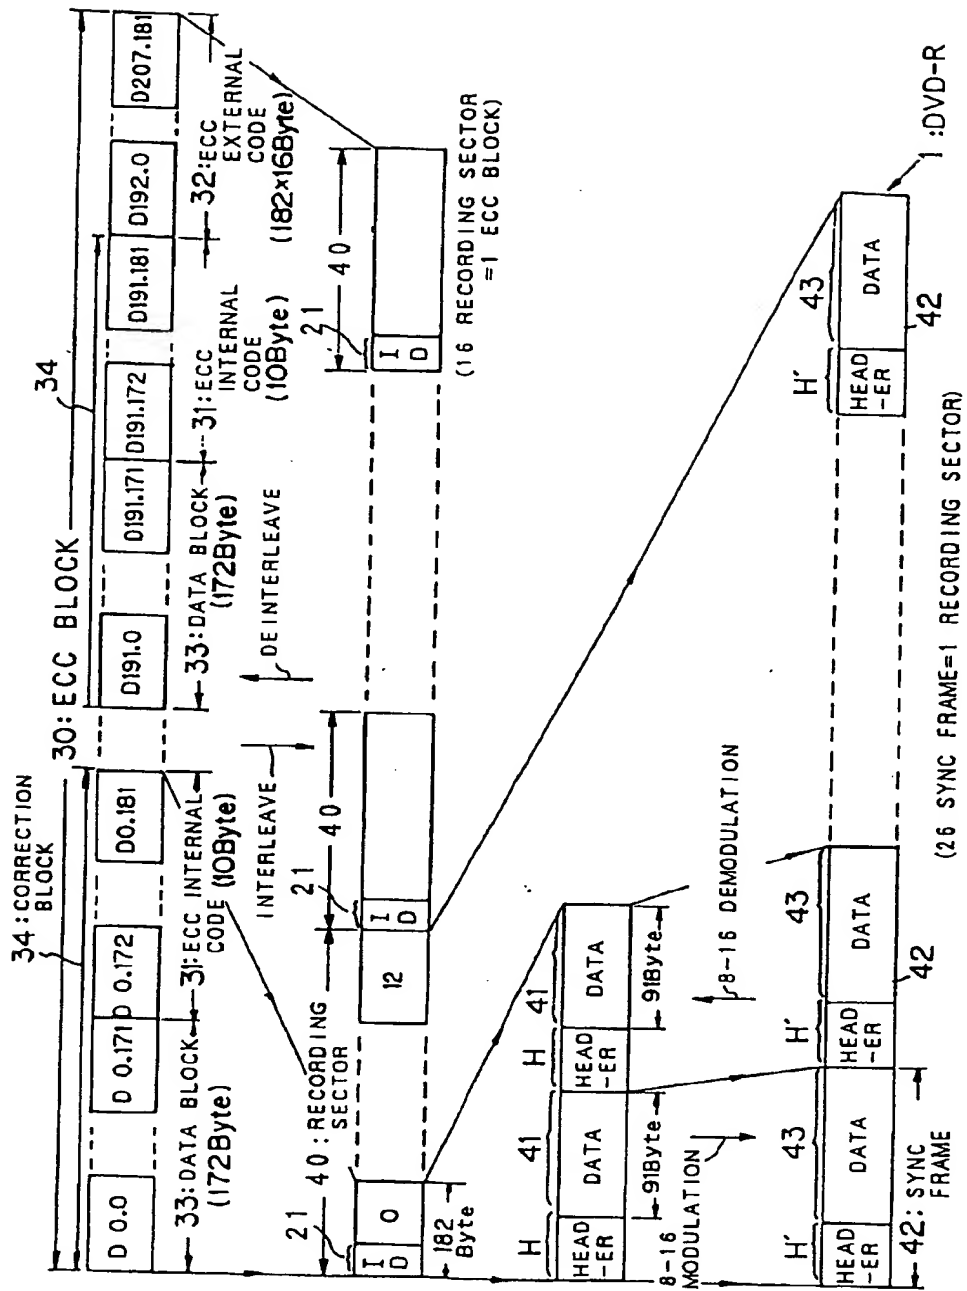 34 : CORRECTION
BLOCK
30 : ECC BLOCK
34
D 0.0
D 0.171
D 0.172
D0.181
D191.0
D191.171
D191.172
D191.181
D192.0
D207.181
33:DATA BLOCK
(172Byte)
31:ECC INTERNAL
CODE (10Byte)
33:DATA BLOCK
(172Byte)
31:ECC
INTERNAL
CODE
(10Byte)
32:ECC
EXTERNAL
CODE
(182×16Byte)
INTERLEAVE
DEINTERLEAVE
21
40 : RECORDING
SECTOR
21
40
21
40
ID
0
12
ID
ID
182
Byte
(16 RECORDING SECTOR
=1 ECC BLOCK)
H
41
H
41
HEAD
-ER
DATA
HEAD
-ER
DATA
91Byte
91Byte
8-16
MODULATION
8-16 DEMODULATION
H'
43
H'
43
H'
43
HEAD
-ER
DATA
HEAD
-ER
DATA
HEAD
-ER
DATA
42 : SYNC
FRAME
42
42
1 :DVD-R
(26 SYNC FRAME=1 RECORDING SECTOR)